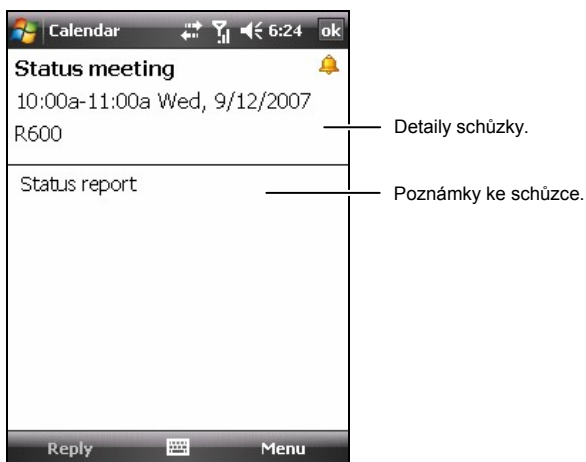 Calendar 6:24 ok
Status meeting
10:00a-11:00a Wed, 9/12/2007
R600
Detaily schůzky.
Status report
Poznámky ke schůzce.
Reply Menu